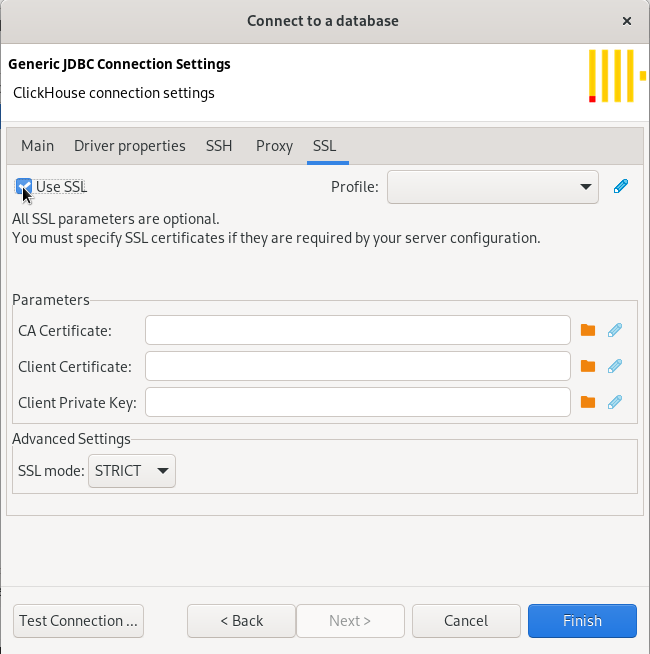 Connect to a database
Generic JDBC Connection Settings
ClickHouse connection settings
Main Driver properties SSH Proxy SSL
Use SSL Profile:
All SSL parameters are optional.
You must specify SSL certificates if they are required by your server configuration.
Parameters
CA Certificate:
Client Certificate:
Client Private Key:
Advanced Settings
SSL mode: STRICT
Test Connection ... < Back Next > Cancel Finish